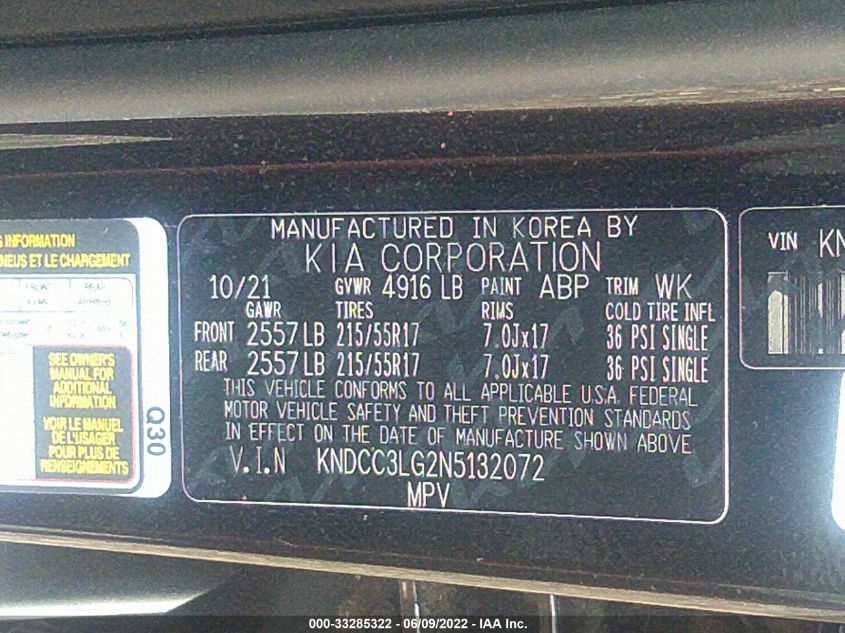 MANUFACTURED IN KOREA BY
KIA CORPORATION
10/21 GVWR 4916 LB PAINT ABP TRIM WK
GAWR TIRES RIMS COLD TIRE INFL
FRONT 2557 LB 215/55R17 7.0Jx17 36 PSI SINGLE
REAR 2557 LB 215/55R17 7.0Jx17 36 PSI SINGLE
THIS VEHICLE CONFORMS TO ALL APPLICABLE U.S.A. FEDERAL
MOTOR VEHICLE SAFETY AND THEFT PREVENTION STANDARDS
IN EFFECT ON THE DATE OF MANUFACTURE SHOWN ABOVE
V.I.N KNDCC3LG2N5132072
MPV
INFORMATION
PNEUS ET LE CHARGEMENT
FRONT REAR
SEE OWNER'S
MANUAL FOR
ADDITIONAL
INFORMATION
VOIR LE MANUEL
DE L'USAGER
POUR PLUS DE
RENSEIGNEMENTS
Q30
VIN KN
000-33285322 - 06/09/2022 - IAA Inc.